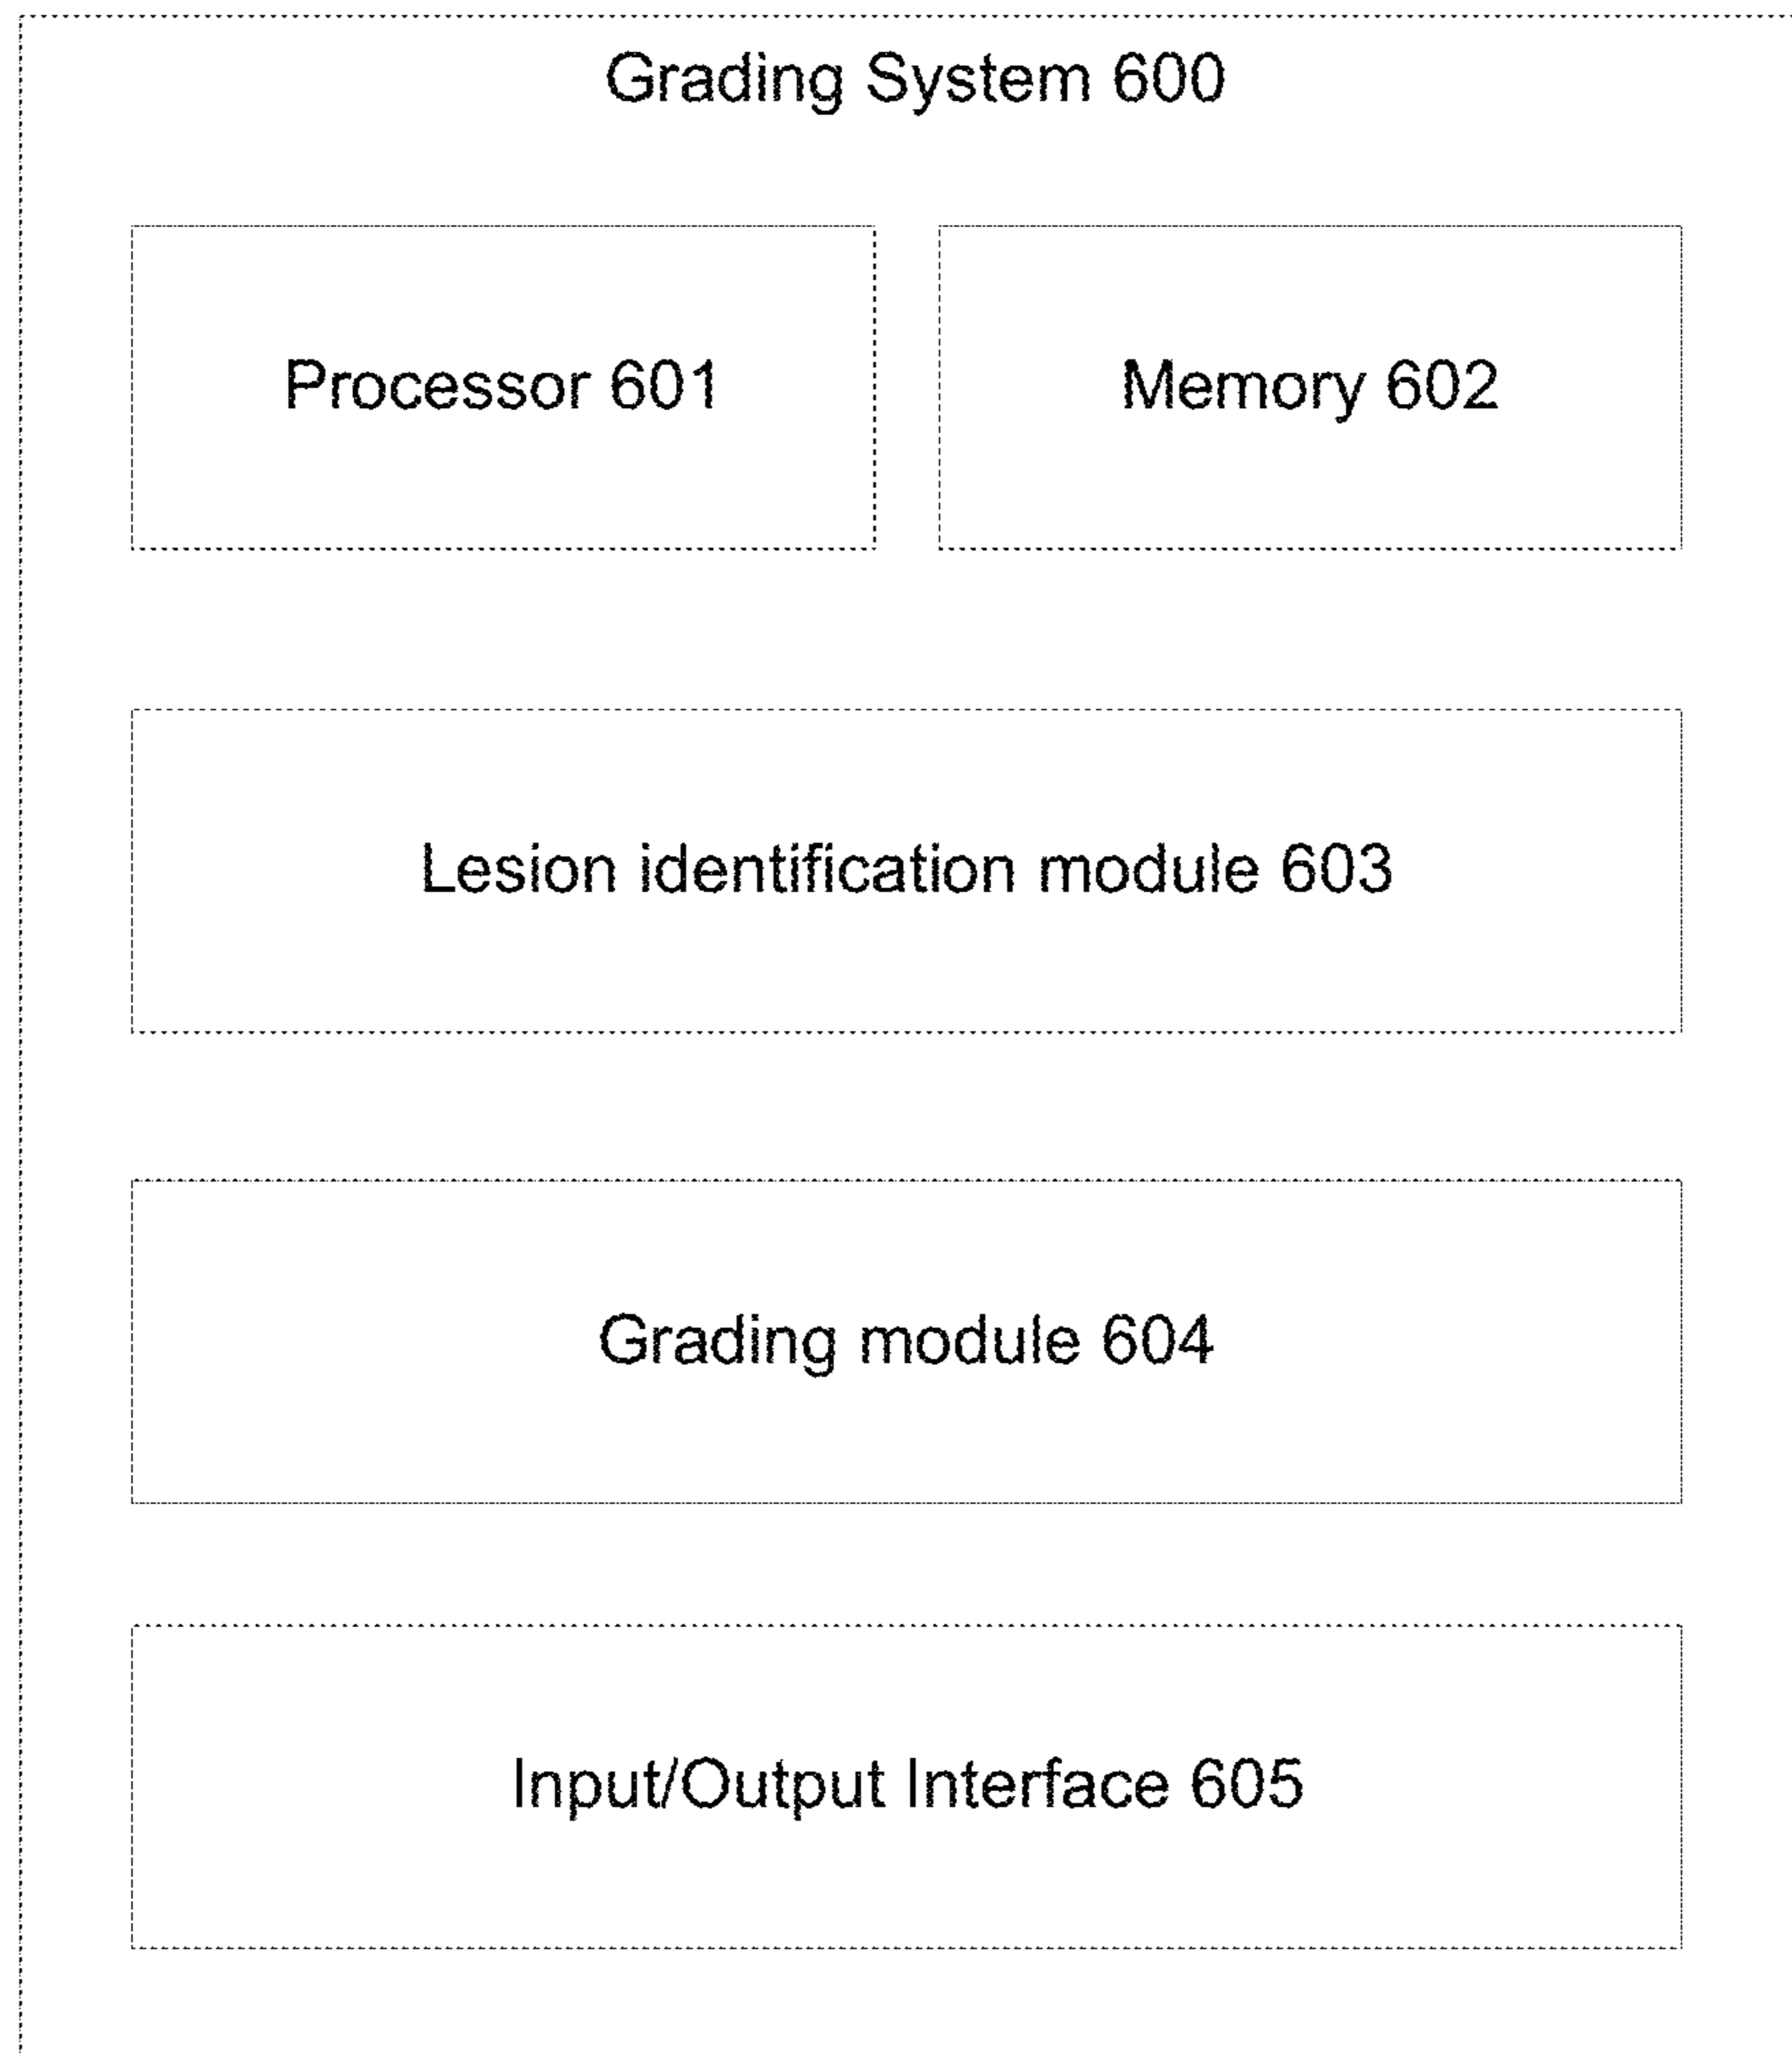 Grading System 600
Processor 601
Memory 602
Lesion identification module 603
Grading module 604
Input/Output Interface 605